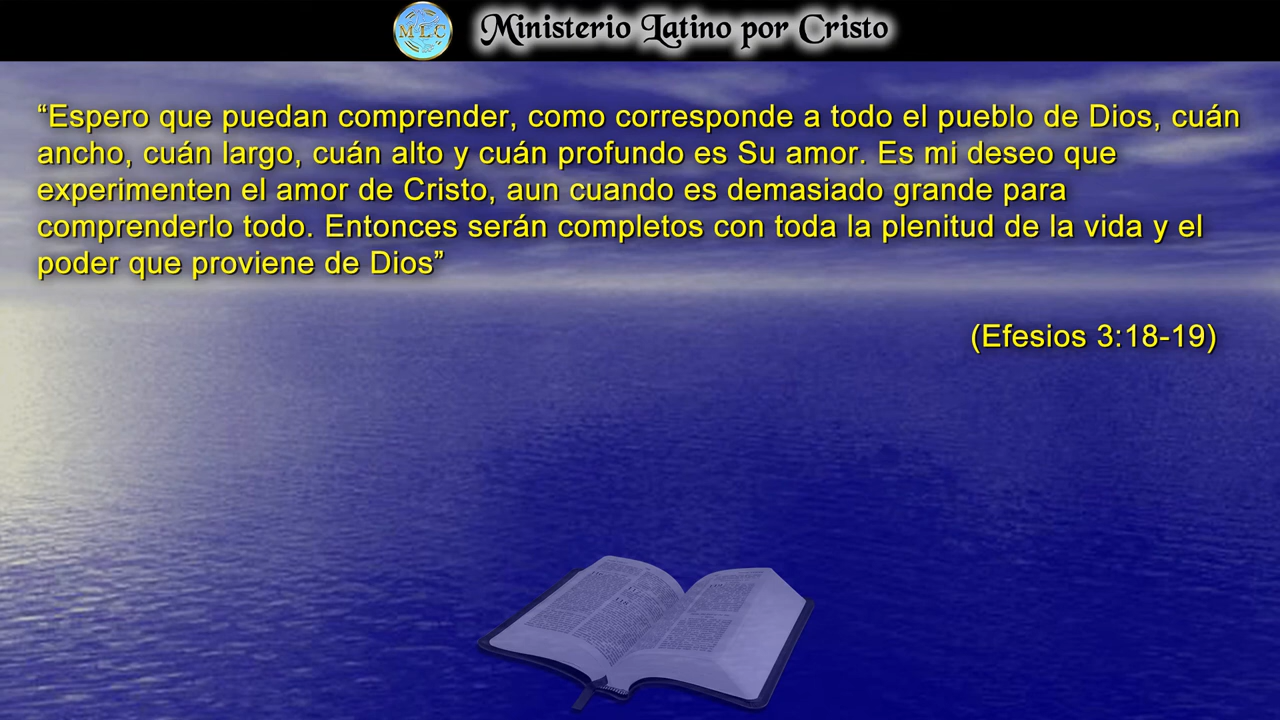 MLC
Ministerio Latino por Cristo
“Espero que puedan comprender, como corresponde a todo el pueblo de Dios, cuán
ancho, cuán largo, cuán alto y cuán profundo es Su amor. Es mi deseo que
experimenten el amor de Cristo, aun cuando es demasiado grande para
comprenderlo todo. Entonces serán completos con toda la plenitud de la vida y el
poder que proviene de Dios”
(Efesios 3:18-19)